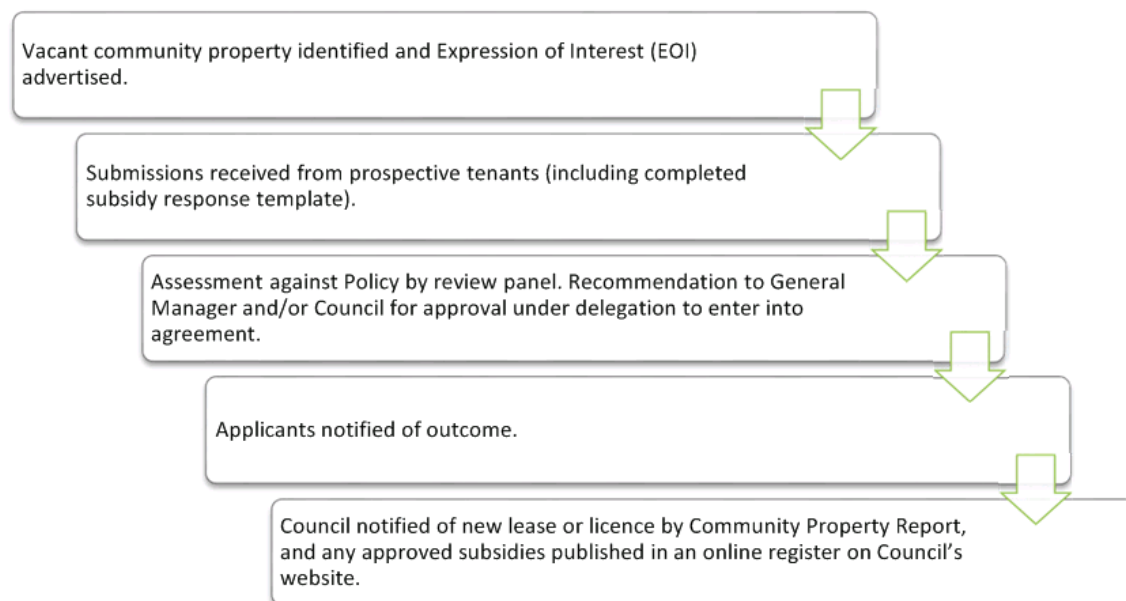 Vacant community property identified and Expression of Interest (EOI)
advertised.
Submissions received from prospective tenants (including completed
subsidy response template).
Assessment against Policy by review panel. Recommendation to General
Manager and/or Council for approval under delegation to enter into
agreement.
Applicants notified of outcome.
Council notified of new lease or licence by Community Property Report,
and any approved subsidies published in an online register on Council's
website.